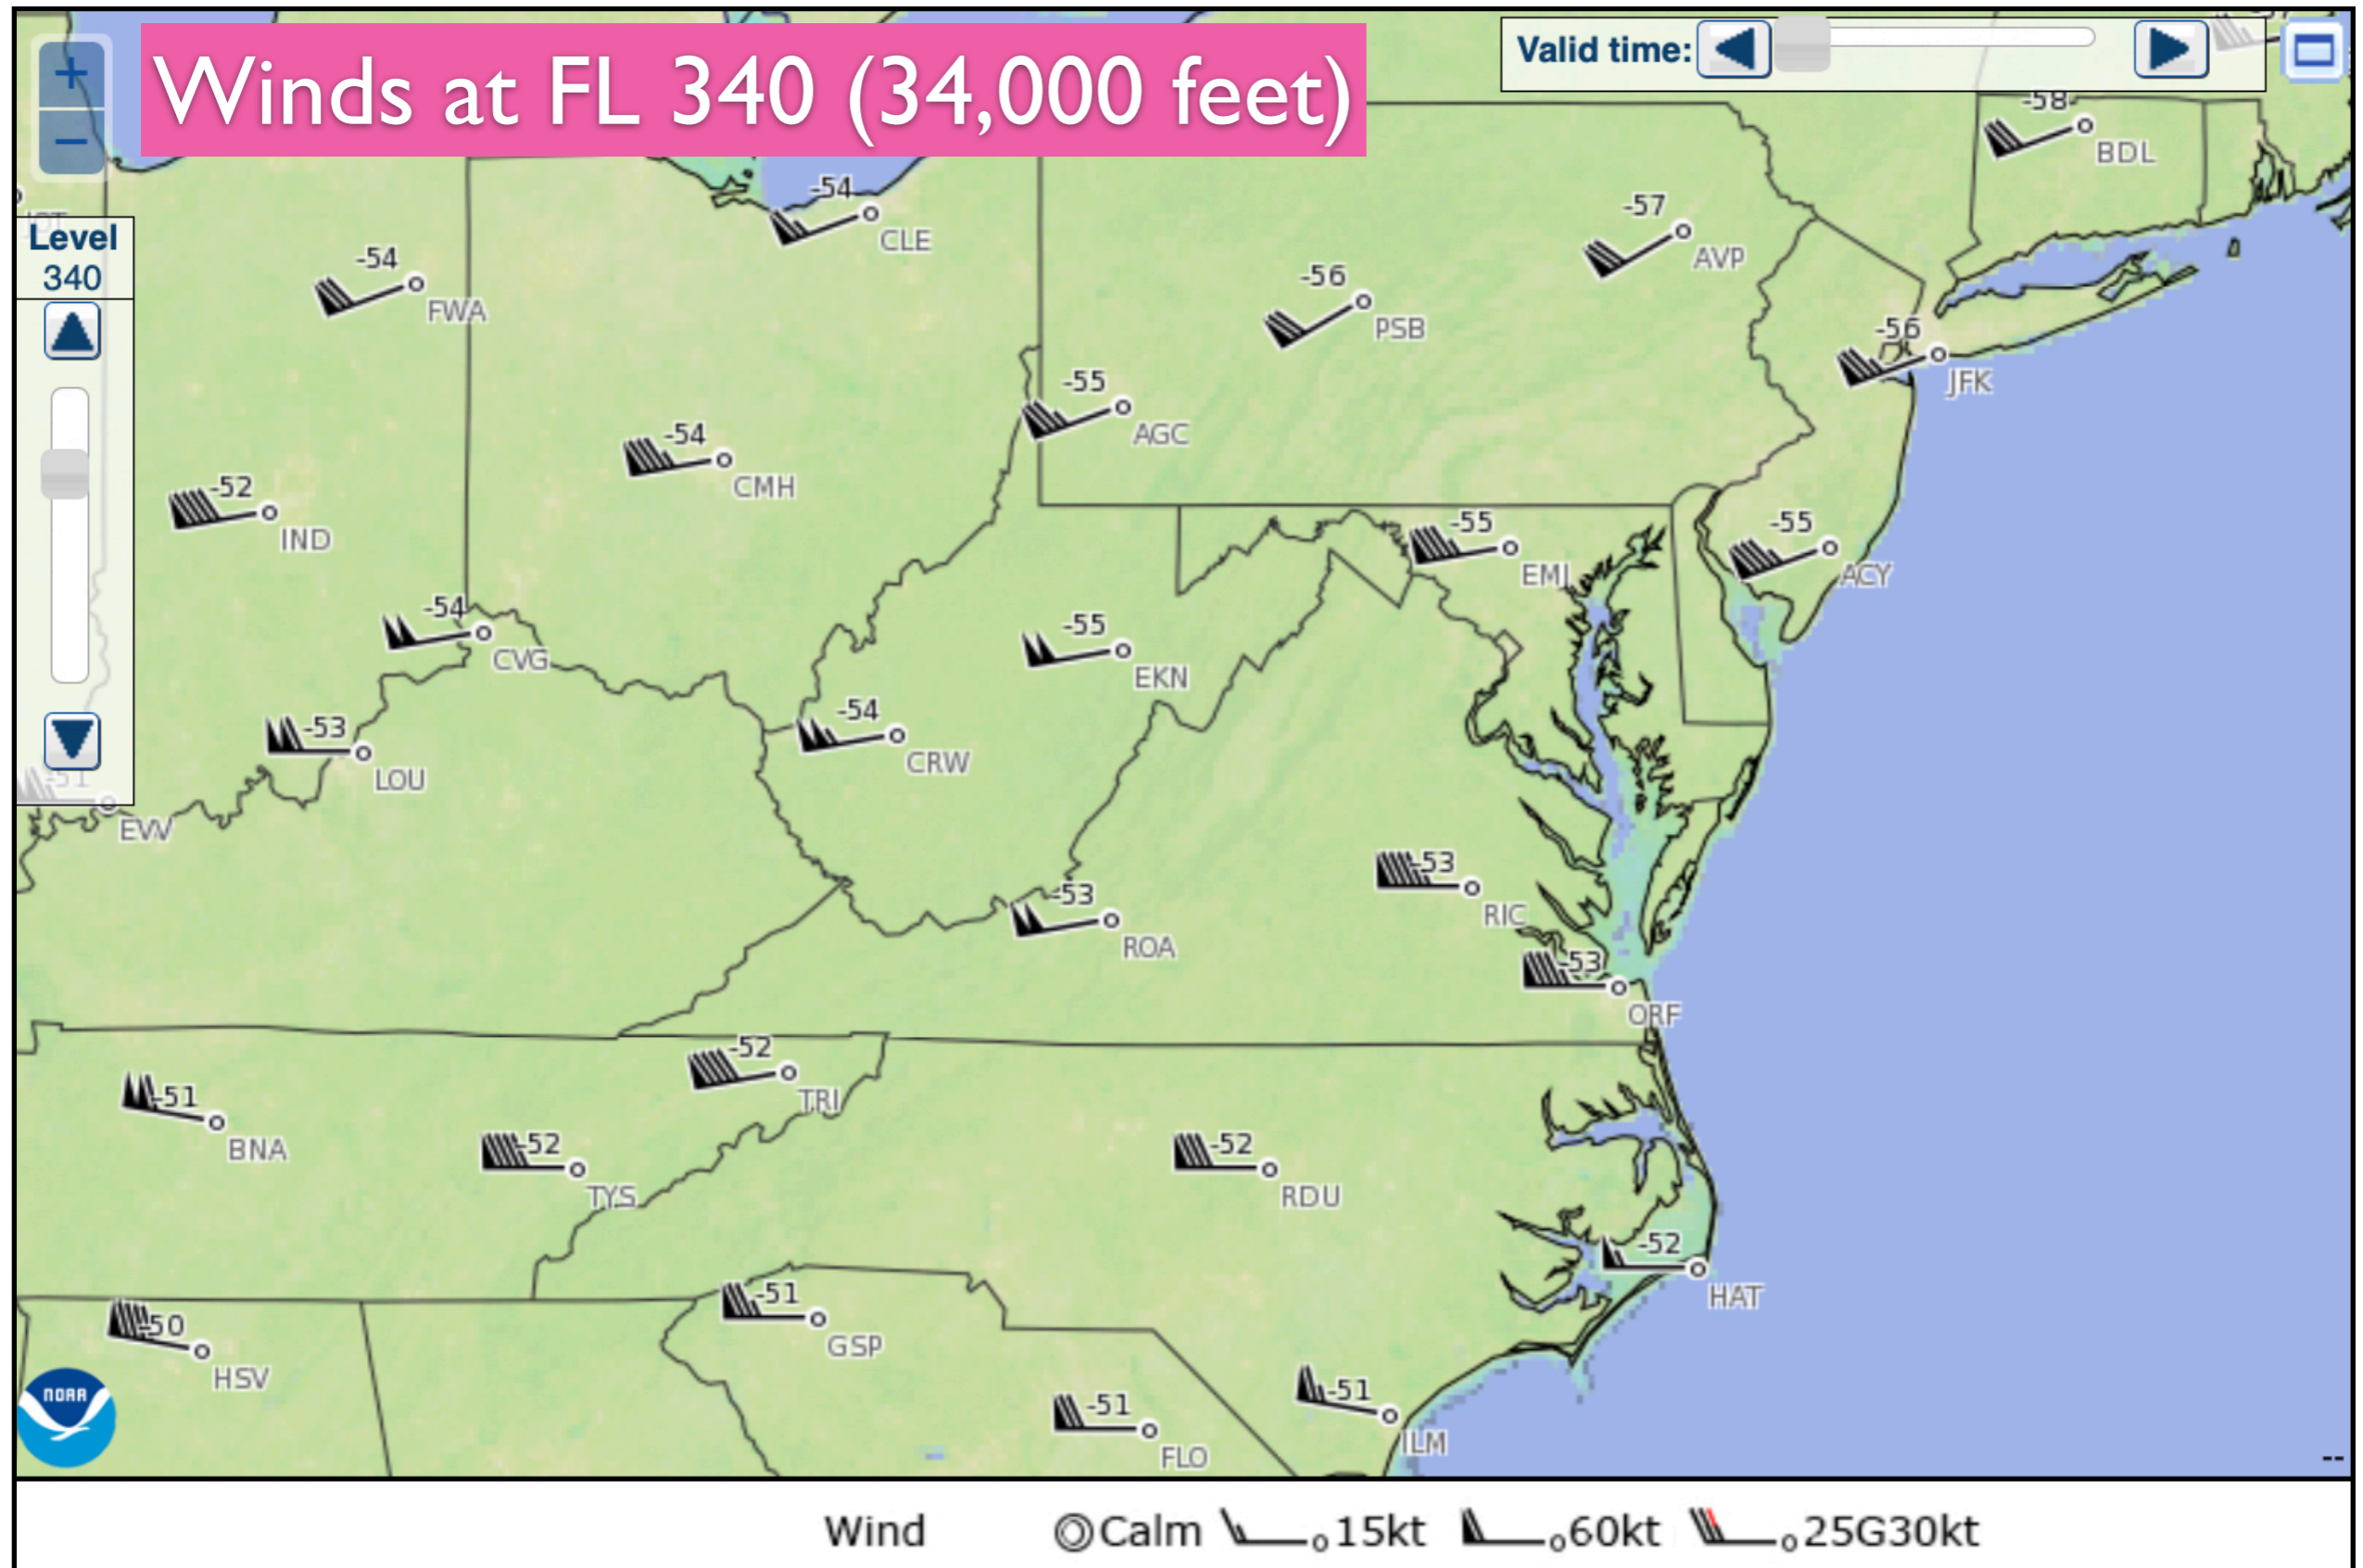 Winds at FL 340 (34,000 feet)
Valid time:
+
−
-58
BDL
-54
CLE
-57
AVP
Level
340
-54
FWA
-56
PSB
-56
JFK
-55
AGC
-54
CMH
-52
IND
-55
EMI
-55
ACY
-54
CVG
-55
EKN
-53
LOU
-54
CRW
-51
EVV
-53
RIC
-53
ROA
-53
ORF
-52
TRI
-51
BNA
-52
TYS
-52
RDU
-52
HAT
-51
GSP
-50
HSV
-51
ILM
-51
FLO
NOAA
--
Wind Calm 15kt 60kt 25G30kt